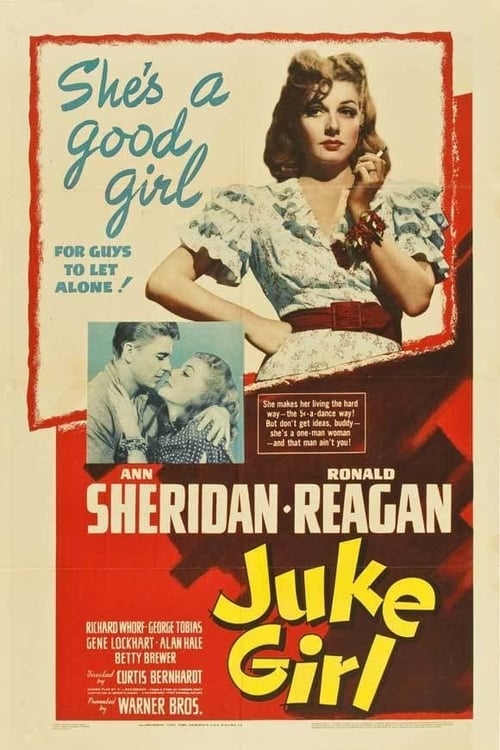 She's a
good
girl
FOR GUYS
TO LET
ALONE!
She makes her living the hard
way—the 5¢-a-dance way!
But don't get ideas, buddy—
she's a one-man woman
—and that man ain't you!
ANN RONALD
SHERIDAN · REAGAN
Juke
Girl
RICHARD WHORF · GEORGE TOBIAS
GENE LOCKHART · ALAN HALE
BETTY BREWER
Directed by CURTIS BERNHARDT
Presented by WARNER BROS.